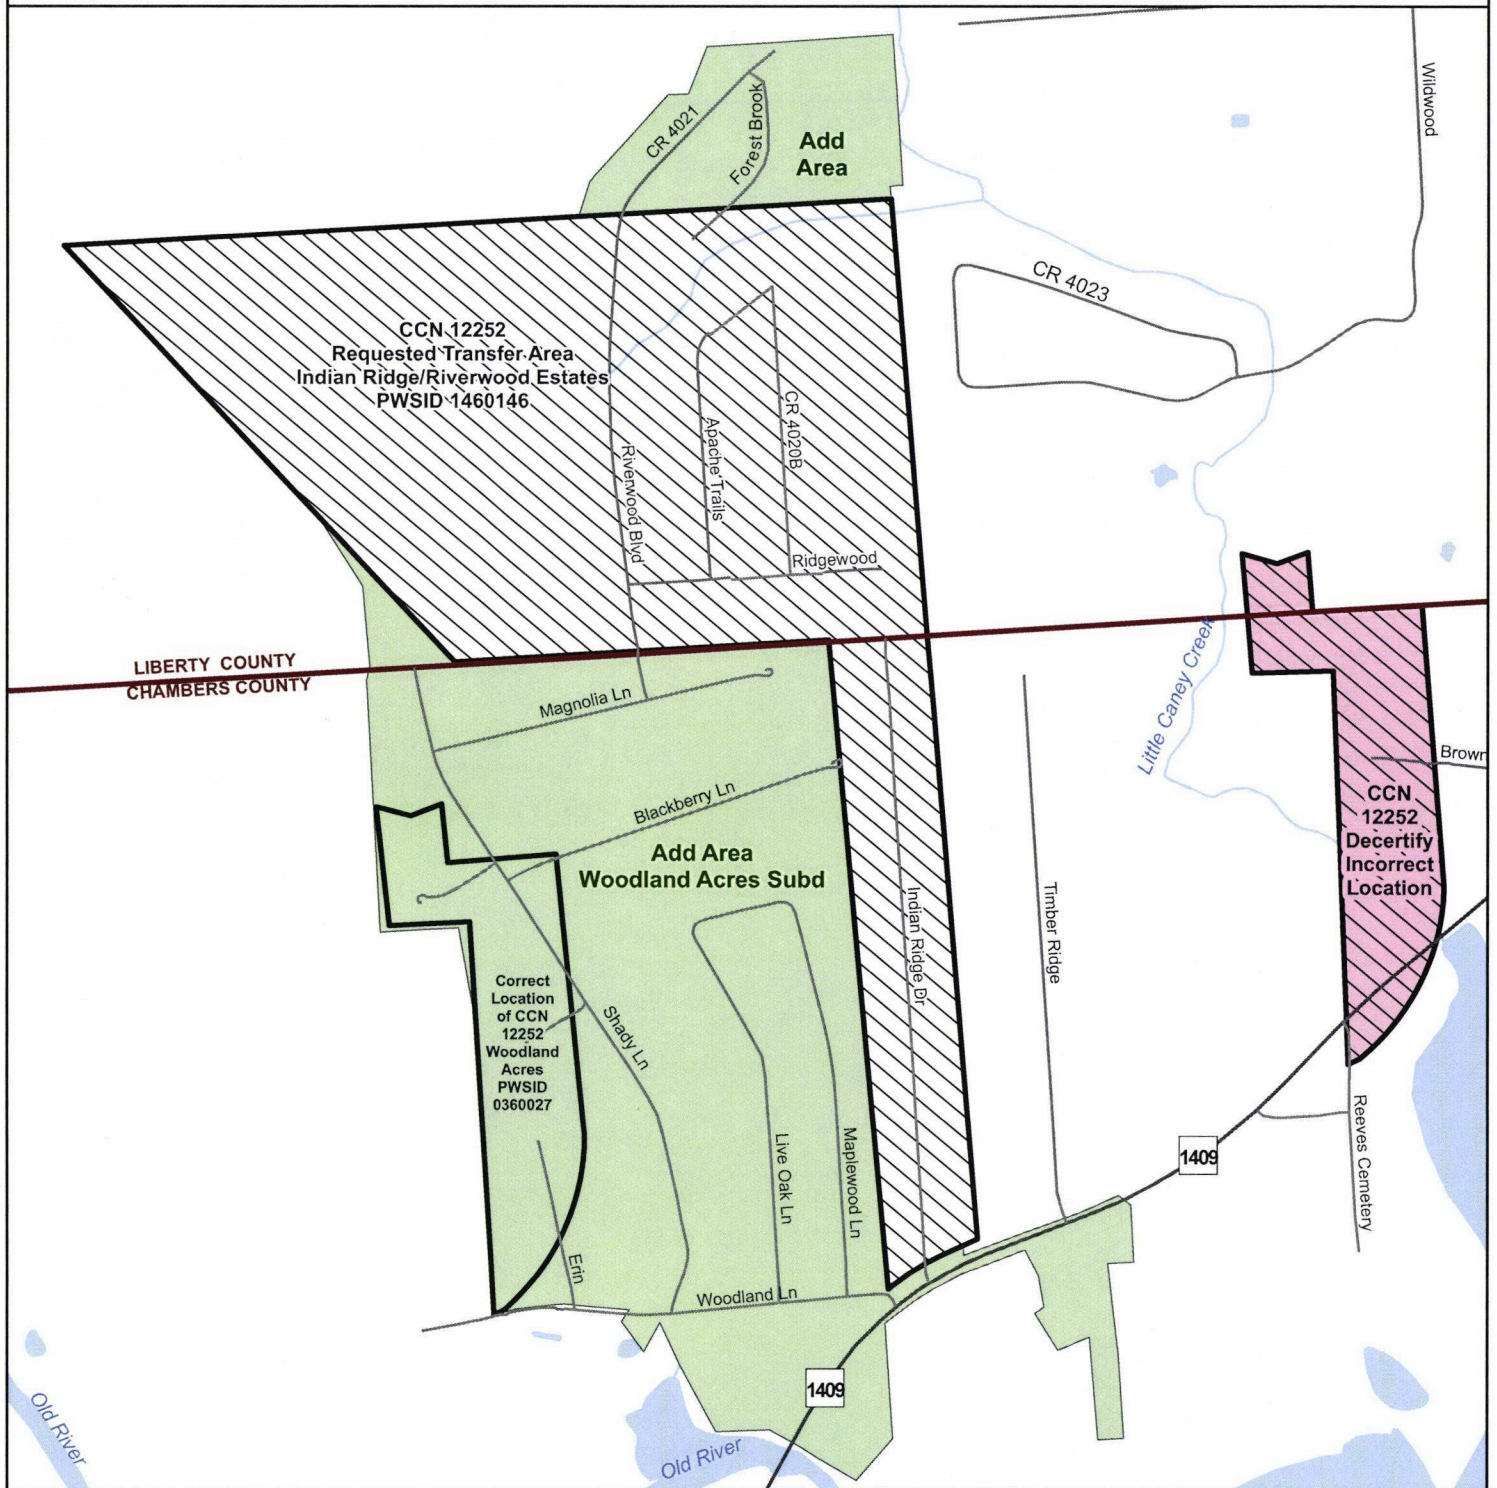 Wildwood
CR 4021
Forest Brook
Add
Area
CR 4023
CCN 12252
Requested Transfer Area
Indian Ridge/Riverwood Estates
PWSID 1460146
Riverwood Blvd
Apache Trails
CR 4020B
Ridgewood
LIBERTY COUNTY
CHAMBERS COUNTY
Little Caney Creek
Magnolia Ln
Blackberry Ln
Brown
CCN
12252
Decertify
Incorrect
Location
Add Area
Woodland Acres Subd
Indian Ridge Dr
Timber Ridge
Correct
Location
of CCN
12252
Woodland
Acres
PWSID
0360027
Shady Ln
Live Oak Ln
Maplewood Ln
Reeves Cemetery
1409
Erin
Woodland Ln
1409
Old River
Old River